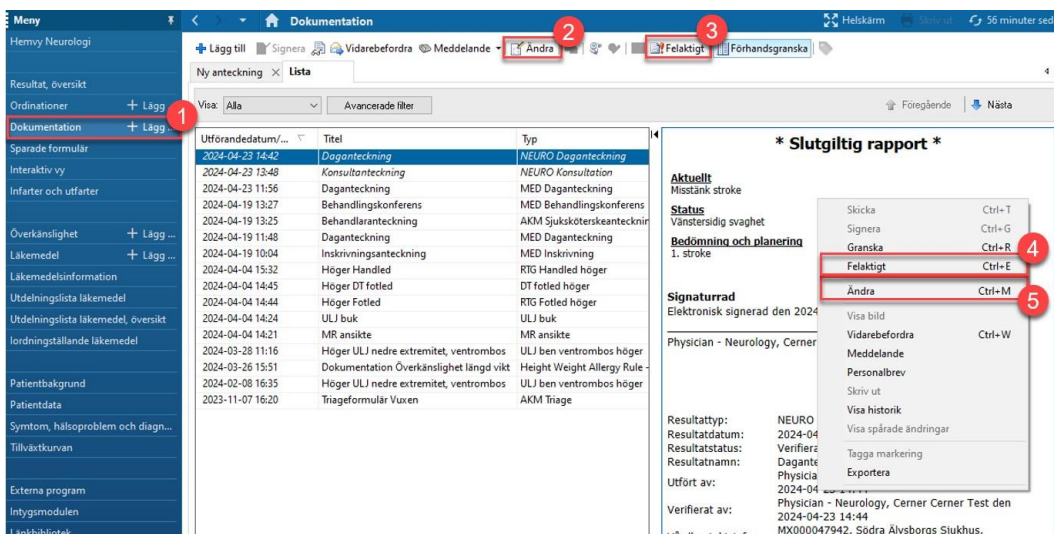 Meny
Dokumentation
Helskärm
Skriv ut
56 minuter sed
Hemvy Neurologi
Resultat, översikt
Ordinationer + Lägg
Dokumentation + Lägg ...
Sparade formulär
Interaktiv vy
Infarter och utfarter
Överkänslighet + Lägg ...
Läkemedel + Lägg ...
Läkemedelsinformation
Utdelningslista läkemedel
Utdelningslista läkemedel, översikt
Iordningställande läkemedel
Patientbakgrund
Patientdata
Symtom, hälsoproblem och diagn...
Tillväxtkurvan
Externa program
Intygsmodulen
Länkbibliotek
1
2
3
Lägg till Signera Vidarebefordra Meddelande Ändra Felaktigt Förhandsgranska
Ny anteckning Lista
Visa: Alla Avancerade filter Föregående Nästa
Utförandedatum/... Titel Typ
2024-04-23 14:42 Daganteckning NEURO Daganteckning
2024-04-23 13:48 Konsultanteckning NEURO Konsultation
2024-04-23 11:56 Daganteckning MED Daganteckning
2024-04-19 13:27 Behandlingskonferens MED Behandlingskonferens
2024-04-19 13:25 Behandlaranteckning AKM Sjuksköterskeanteckni
2024-04-19 11:48 Daganteckning MED Daganteckning
2024-04-19 10:04 Inskrivningsanteckning MED Inskrivning
2024-04-04 15:32 Höger Handled RTG Handled höger
2024-04-04 14:45 Höger DT fotled DT fotled höger
2024-04-04 14:44 Höger Fotled RTG Fotled höger
2024-04-04 14:24 ULJ buk ULJ buk
2024-04-04 14:21 MR ansikte MR ansikte
2024-03-28 11:16 Höger ULJ nedre extremitet, ventrombos ULJ ben ventrombos höger
2024-03-26 15:51 Dokumentation Överkänslighet längd vikt Height Weight Allergy Rule -
2024-02-08 16:35 Höger ULJ nedre extremitet, ventrombos ULJ ben ventrombos höger
2023-11-07 16:20 Triageformulär Vuxen AKM Triage
* Slutgiltig rapport *
Aktuellt
Misstänk stroke
Status
Vänstersidig svaghet
Bedömning och planering
1. stroke
Signaturrad
Elektronisk signerad den 2024
Physician - Neurology, Cerner
Resultattyp: NEURO
Resultatdatum: 2024-04
Resultatstatus: Verifiera
Resultatnamn: Dagante
Utfört av: Physicia
2024-04
Verifierat av: Physician - Neurology, Cerner Cerner Test den
2024-04-23 14:44
MX000047942, Södra Älvsborgs Sjukhus,
Skicka Ctrl+T
Signera Ctrl+G
Granska Ctrl+R
Felaktigt Ctrl+E
Ändra Ctrl+M
Visa bild
Vidarebefordra Ctrl+W
Meddelande
Personalbrev
Skriv ut
Visa historik
Visa spårade ändringar
Tagga markering
Exportera
4
5